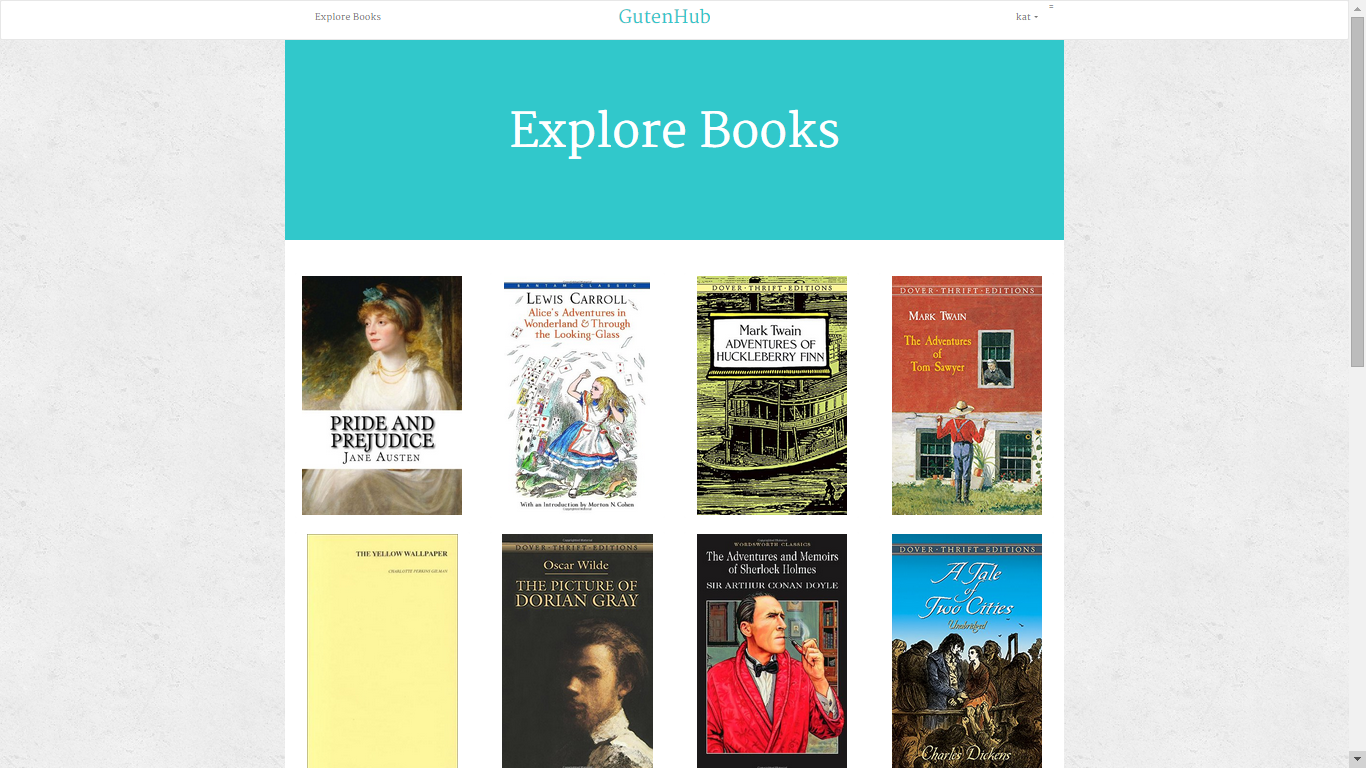 Explore Books
GutenHub
kat
Explore Books
PRIDE AND
PREJUDICE
JANE AUSTEN
BANTAM CLASSIC
LEWIS CARROLL
Alice's Adventures in
Wonderland & Through
the Looking-Glass
With an Introduction by Morton N. Cohen
DOVER · THRIFT · EDITIONS
Mark Twain
ADVENTURES OF
HUCKLEBERRY FINN
DOVER · THRIFT · EDITIONS
MARK TWAIN
The Adventures
of
Tom Sawyer
THE YELLOW WALLPAPER
CHARLOTTE PERKINS GILMAN
DOVER · THRIFT · EDITIONS
Oscar Wilde
THE PICTURE OF
DORIAN GRAY
WORDSWORTH CLASSICS
The Adventures and Memoirs
of Sherlock Holmes
SIR ARTHUR CONAN DOYLE
DOVER · THRIFT · EDITIONS
A Tale
of
Two Cities
Unabridged
Charles Dickens